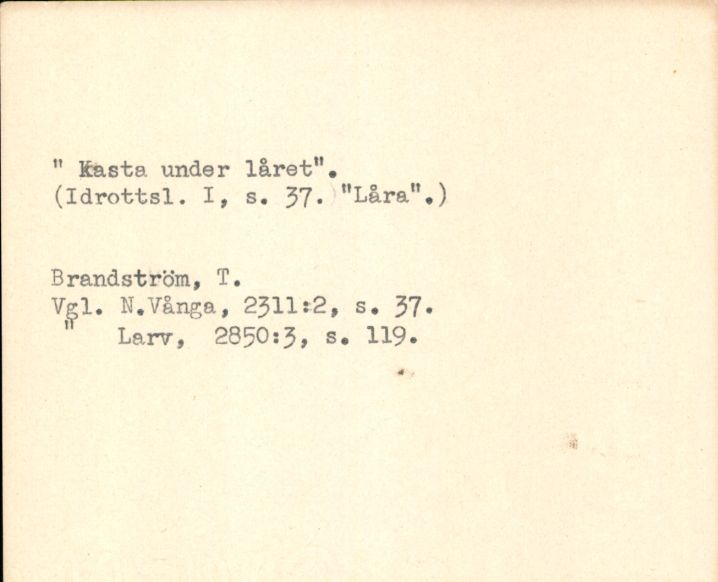 " Kasta under låret".
(Idrottsl. I, s. 37. "Låra".)
Brandström, T.
Vgl. N.Vånga, 2311:2, s. 37.
" Larv, 2850:3, s. 119.